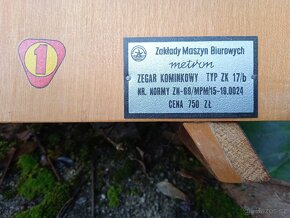 1
Zakłady Maszyn Biurowych
metron
ZEGAR KOMINKOWY TYP ZK 17/b
NR. NORMY ZN-69/MPM/15-19.0024
CENA 750 ZŁ